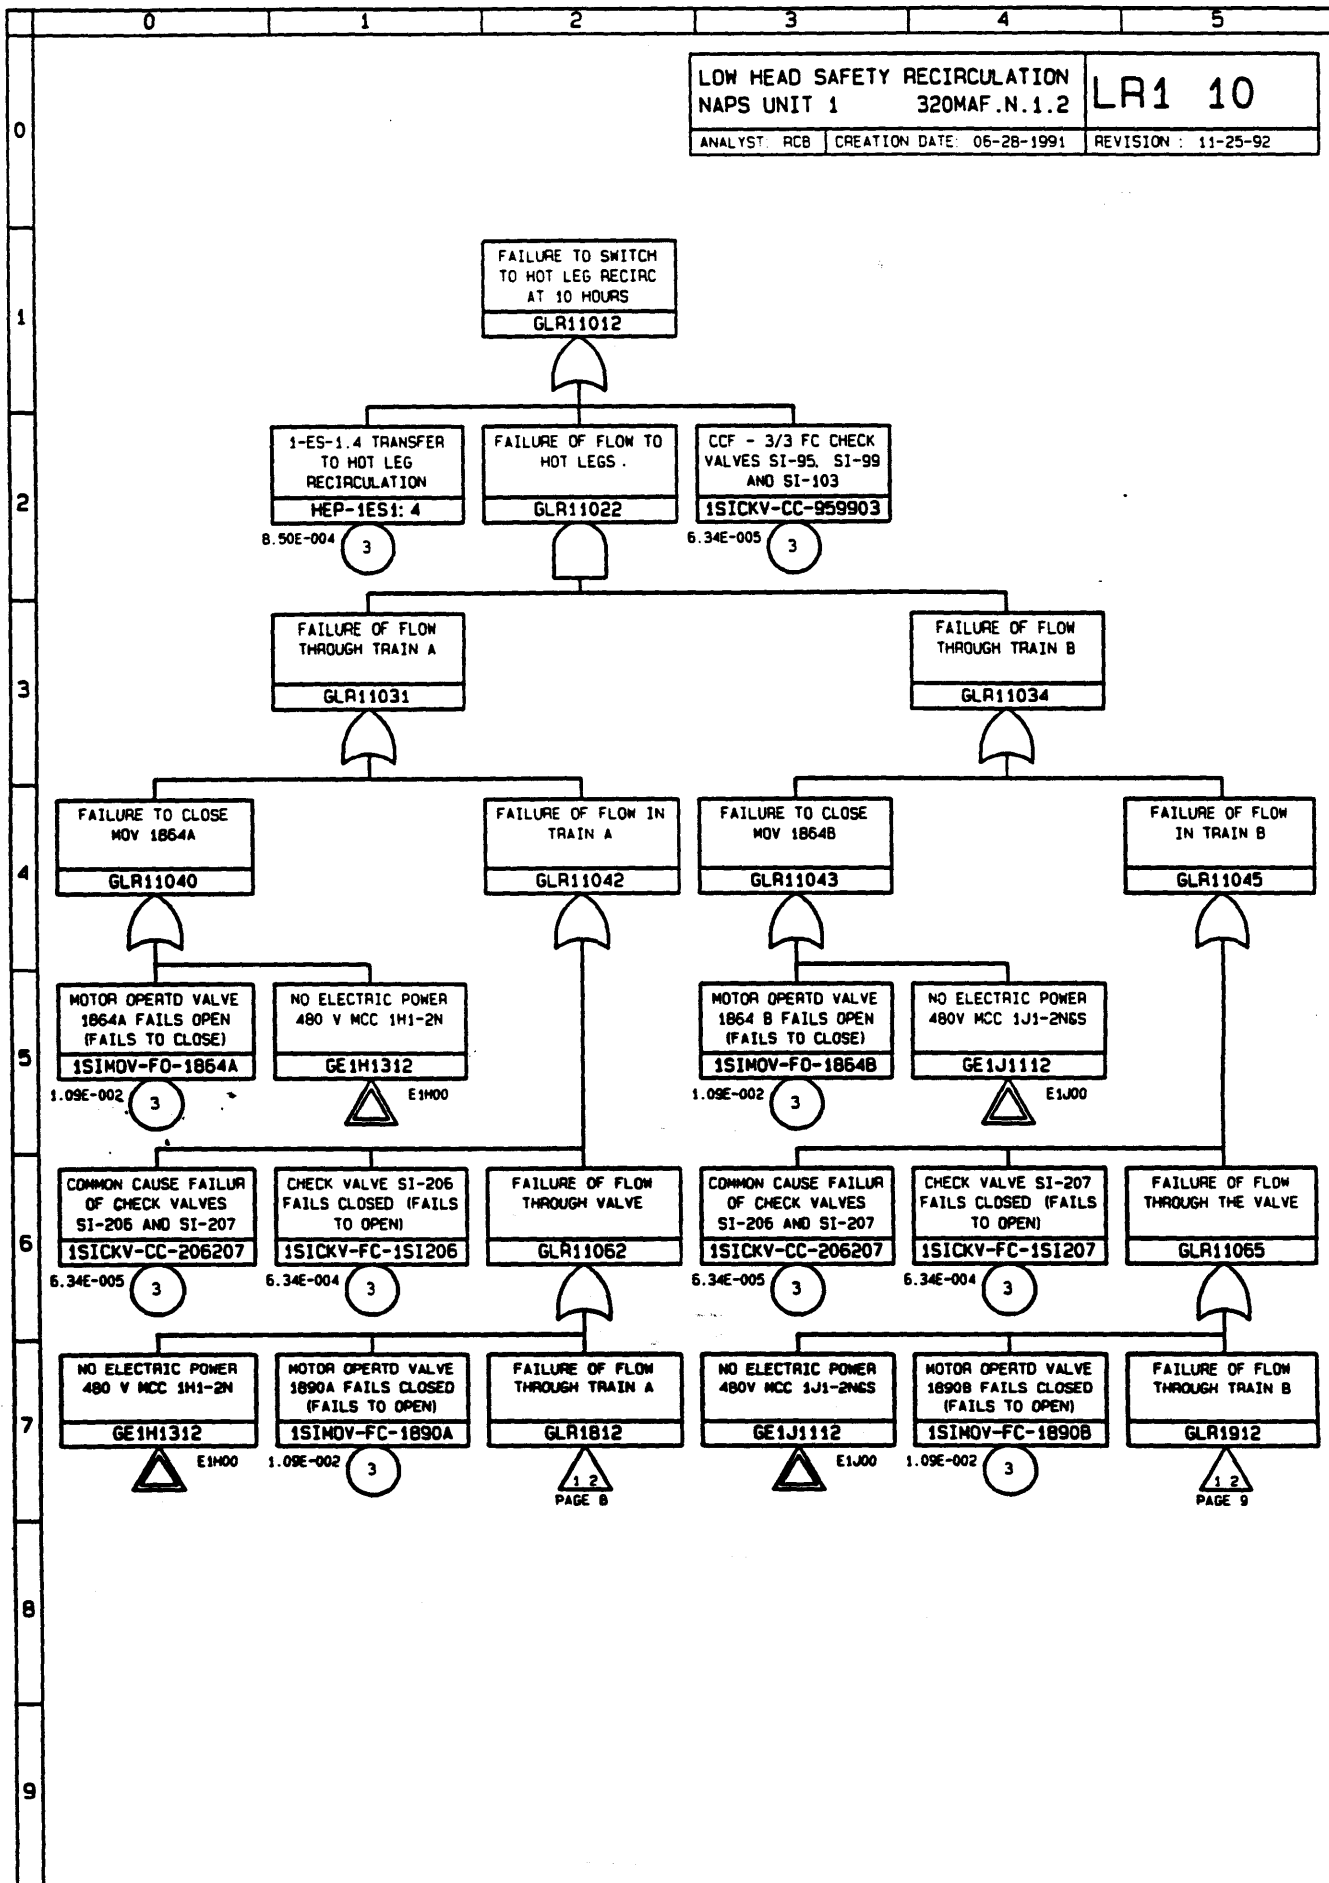 0 1 2 3 4 5
LOW HEAD SAFETY RECIRCULATION
NAPS UNIT 1 320MAF.N.1.2
LR1 10
ANALYST: RCB CREATION DATE: 06-28-1991 REVISION : 11-25-92
0
FAILURE TO SWITCH
TO HOT LEG RECIRC
AT 10 HOURS
GLR11012
1
1-ES-1.4 TRANSFER
TO HOT LEG
RECIRCULATION
HEP-1ES1:4
8.50E-004
3
FAILURE OF FLOW TO
HOT LEGS .
GLR11022
CCF - 3/3 FC CHECK
VALVES SI-95, SI-99
AND SI-103
1SICKV-CC-959903
6.34E-005
3
2
FAILURE OF FLOW
THROUGH TRAIN A
GLR11031
FAILURE OF FLOW
THROUGH TRAIN B
GLR11034
3
FAILURE TO CLOSE
MOV 1864A
GLR11040
FAILURE OF FLOW IN
TRAIN A
GLR11042
FAILURE TO CLOSE
MOV 1864B
GLR11043
FAILURE OF FLOW
IN TRAIN B
GLR11045
4
MOTOR OPERTD VALVE
1864A FAILS OPEN
(FAILS TO CLOSE)
1SIMOV-FO-1864A
1.09E-002
3
NO ELECTRIC POWER
480 V MCC 1H1-2N
GE1H1312
E1H00
MOTOR OPERTD VALVE
1864 B FAILS OPEN
(FAILS TO CLOSE)
1SIMOV-FO-1864B
1.09E-002
3
NO ELECTRIC POWER
480V MCC 1J1-2N&S
GE1J1112
E1J00
5
COMMON CAUSE FAILUR
OF CHECK VALVES
SI-206 AND SI-207
1SICKV-CC-206207
6.34E-005
3
CHECK VALVE SI-206
FAILS CLOSED (FAILS
TO OPEN)
1SICKV-FC-1SI206
6.34E-004
3
FAILURE OF FLOW
THROUGH VALVE
GLR11062
COMMON CAUSE FAILUR
OF CHECK VALVES
SI-206 AND SI-207
1SICKV-CC-206207
6.34E-005
3
CHECK VALVE SI-207
FAILS CLOSED (FAILS
TO OPEN)
1SICKV-FC-1SI207
6.34E-004
3
FAILURE OF FLOW
THROUGH THE VALVE
GLR11065
6
NO ELECTRIC POWER
480 V MCC 1H1-2N
GE1H1312
E1H00
MOTOR OPERTD VALVE
1890A FAILS CLOSED
(FAILS TO OPEN)
1SIMOV-FC-1890A
1.09E-002
3
FAILURE OF FLOW
THROUGH TRAIN A
GLR1812
1 2
PAGE 8
NO ELECTRIC POWER
480V MCC 1J1-2N&S
GE1J1112
E1J00
MOTOR OPERTD VALVE
1890B FAILS CLOSED
(FAILS TO OPEN)
1SIMOV-FC-1890B
1.09E-002
3
FAILURE OF FLOW
THROUGH TRAIN B
GLR1912
1 2
PAGE 9
7
8
9